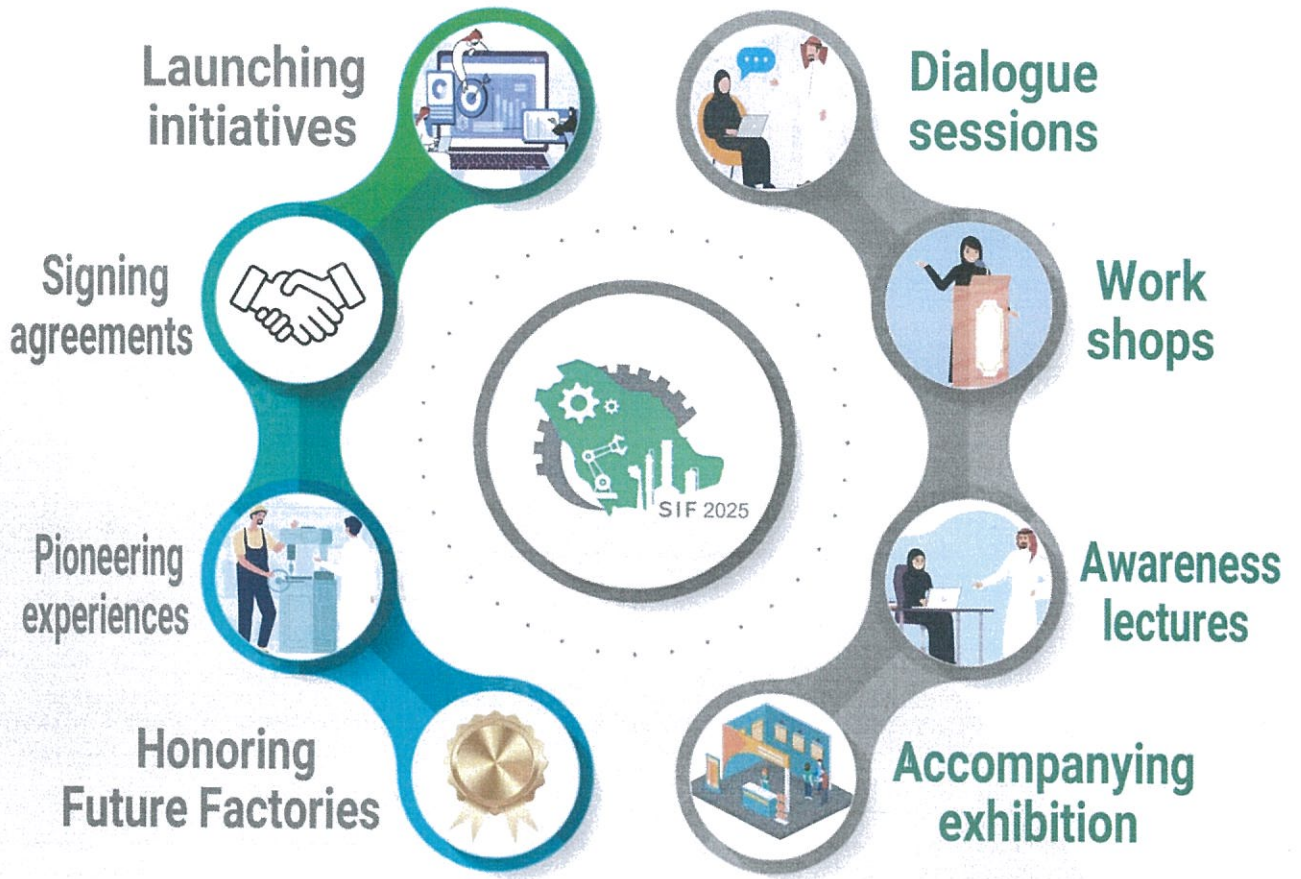 Launching
initiatives
Signing
agreements
Pioneering
experiences
Honoring
Future Factories
SIF 2025
Dialogue
sessions
Work
shops
Awareness
lectures
Accompanying
exhibition